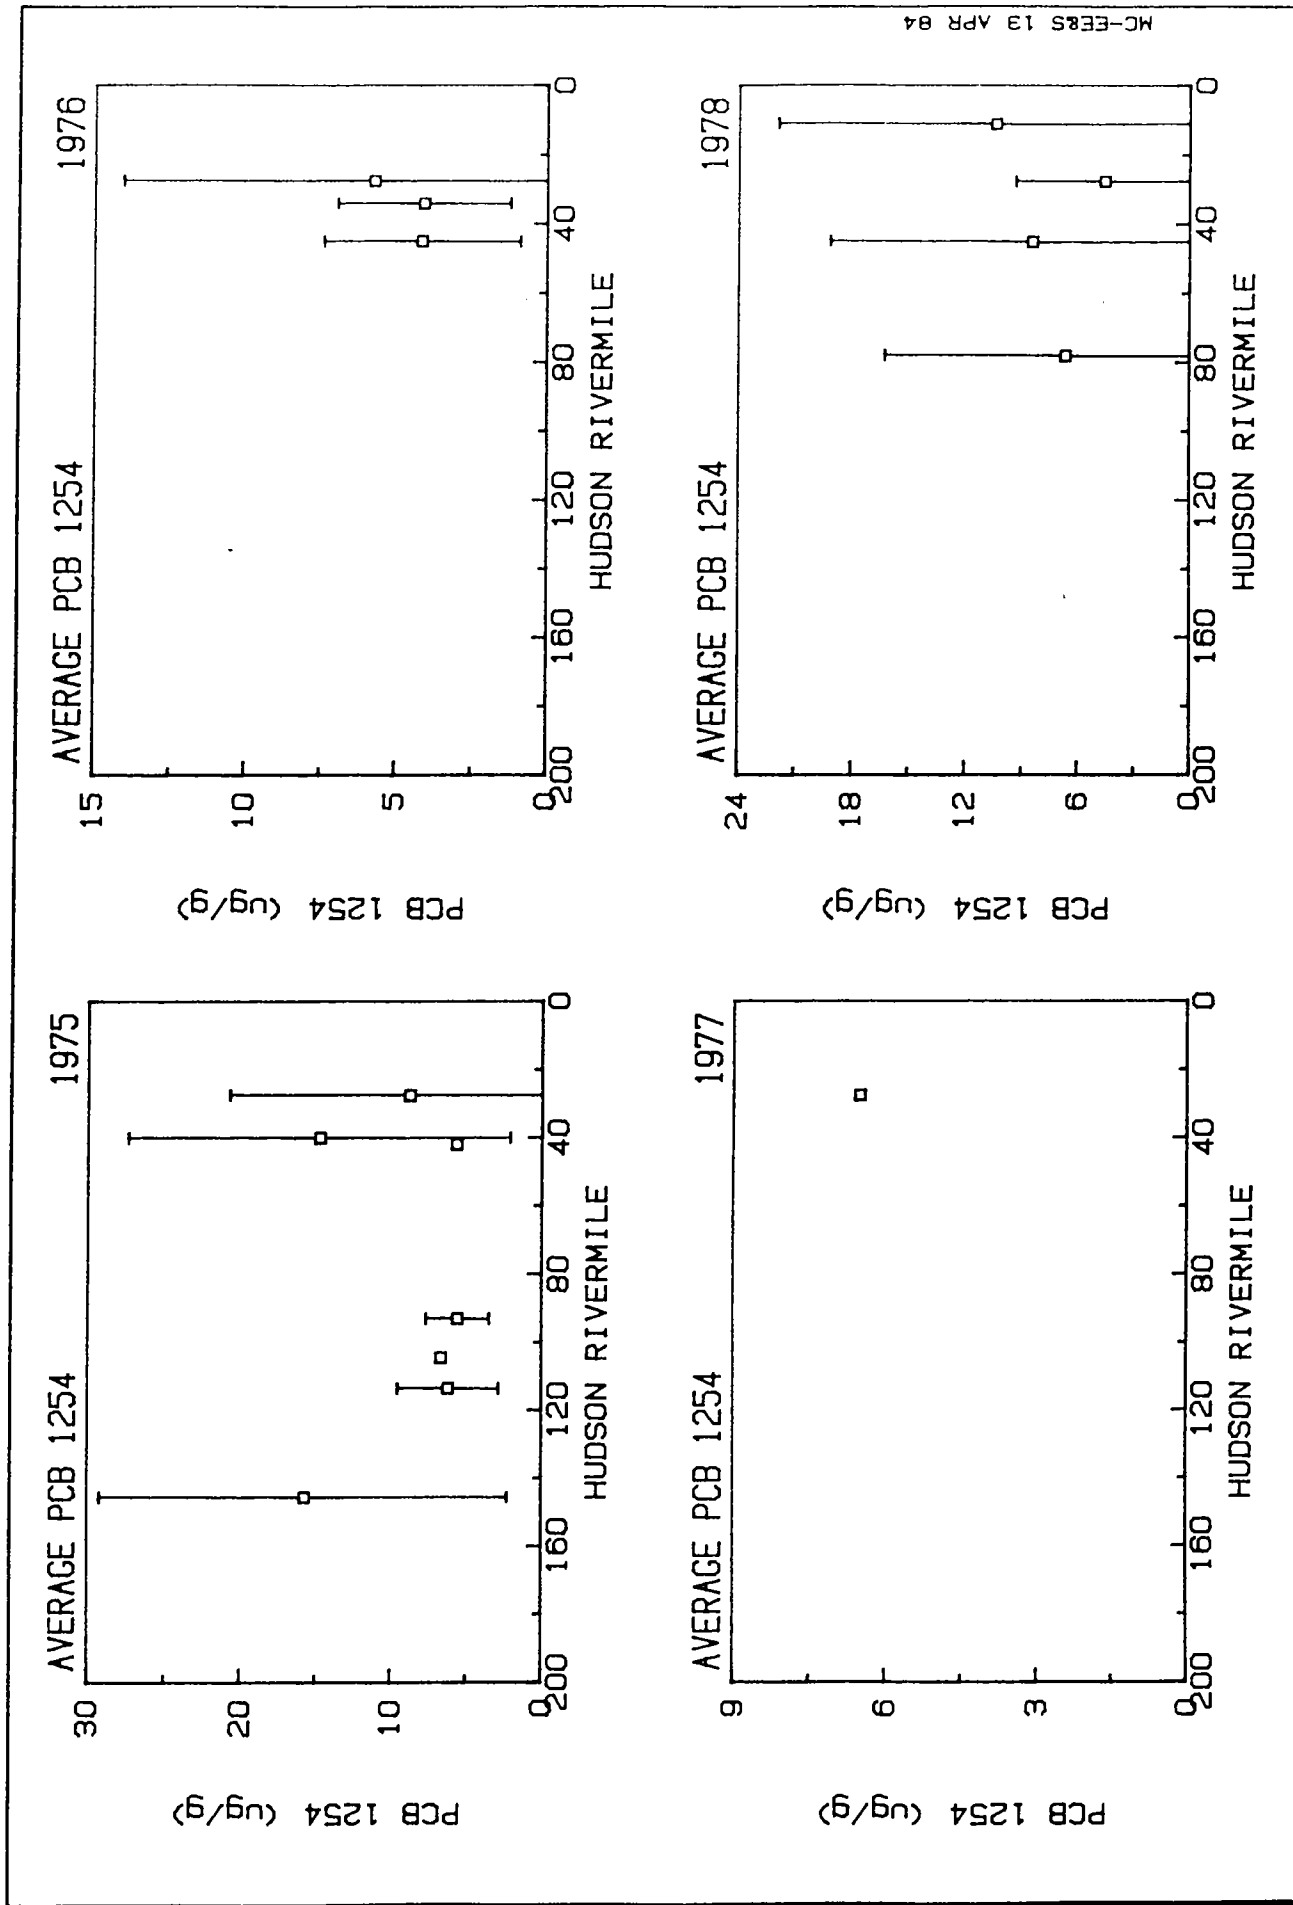 AVERAGE PCB 1254 1975
PCB 1254 (ug/g)
30
20
10
0
200 160 120 80 40 0
HUDSON RIVERMILE
AVERAGE PCB 1254 1976
PCB 1254 (ug/g)
15
10
5
0
200 160 120 80 40 0
HUDSON RIVERMILE
AVERAGE PCB 1254 1977
PCB 1254 (ug/g)
9
6
3
0
200 160 120 80 40 0
HUDSON RIVERMILE
AVERAGE PCB 1254 1978
PCB 1254 (ug/g)
24
18
12
6
0
200 160 120 80 40 0
HUDSON RIVERMILE
MC-EE&S 13 APR 84